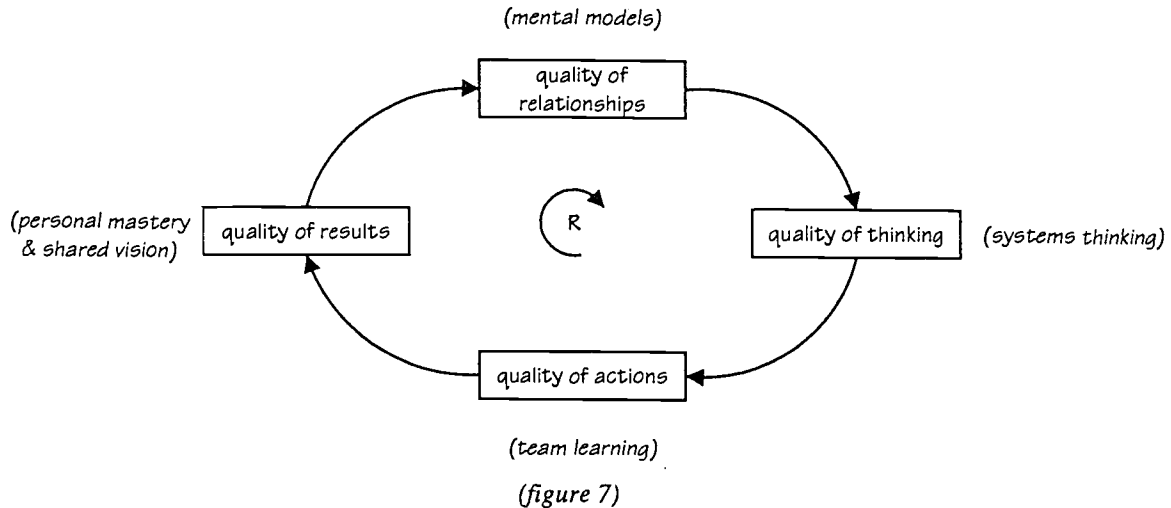 (mental models)
quality of
relationships
(personal mastery
& shared vision)
quality of results
R
quality of thinking
(systems thinking)
quality of actions
(team learning)
(figure 7)